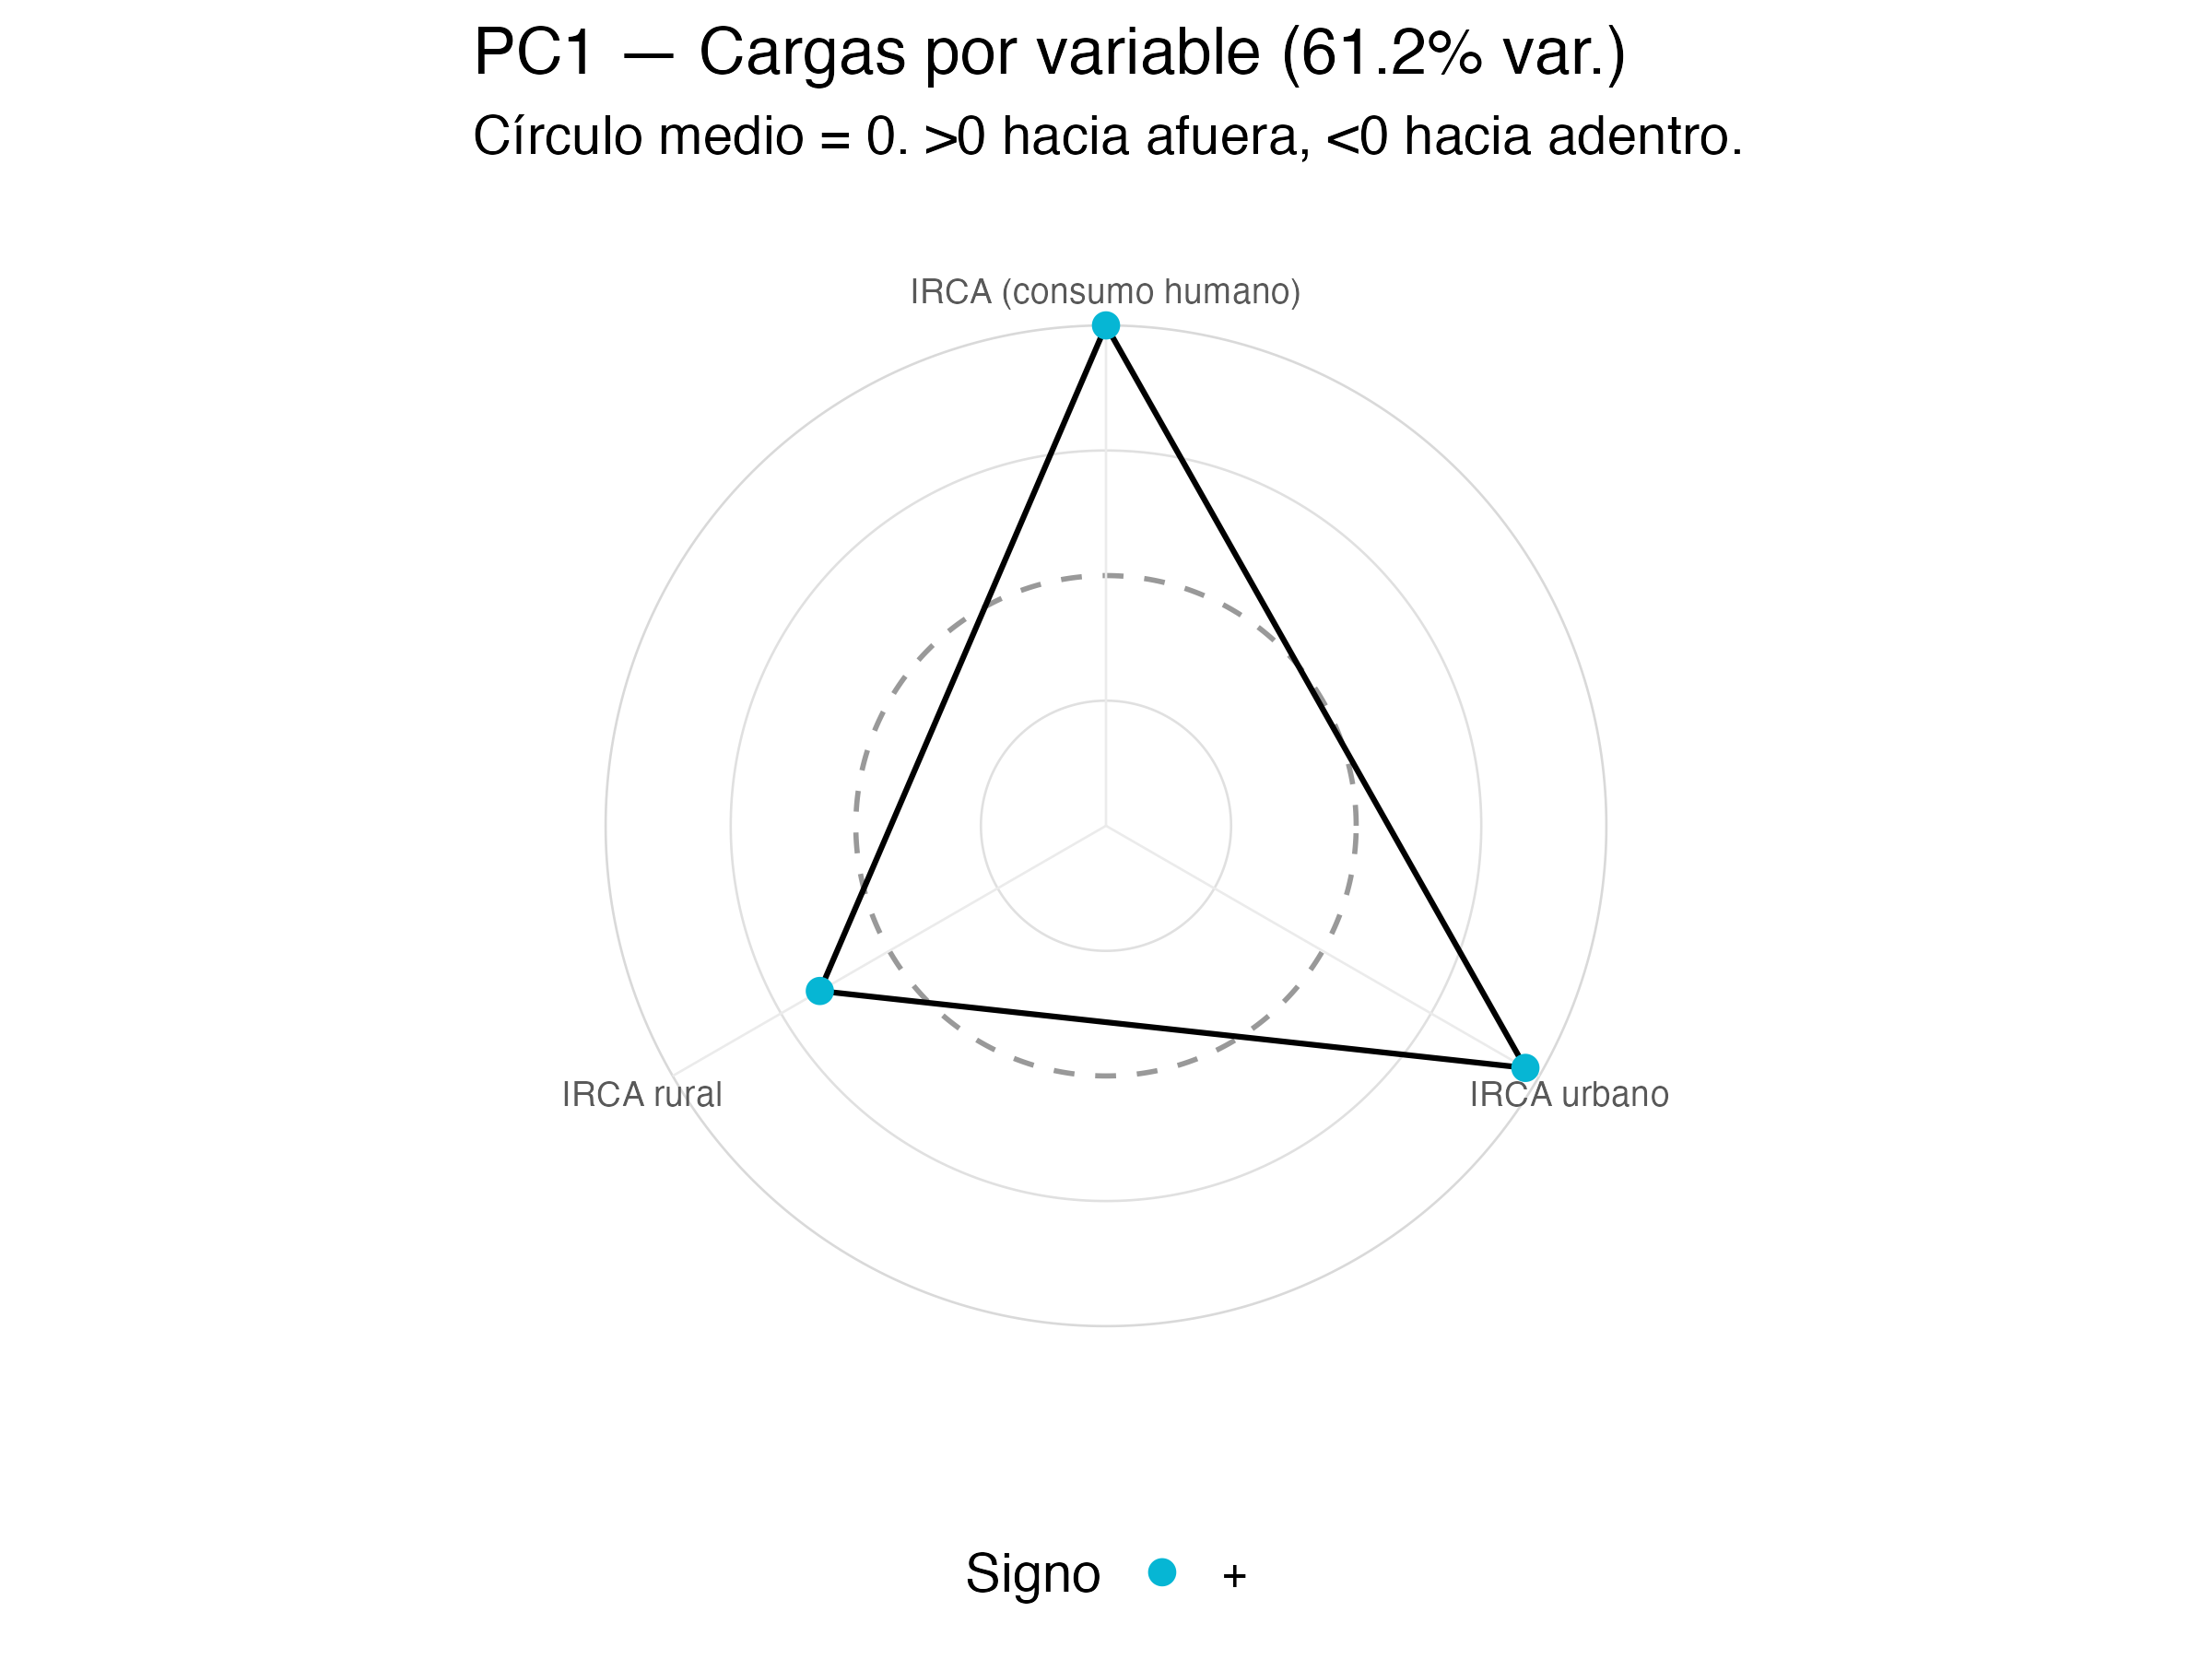 PC1 — Cargas por variable (61.2% var.)
Círculo medio = 0. >0 hacia afuera, <0 hacia adentro.
IRCA (consumo humano)
IRCA rural
IRCA urbano
Signo +